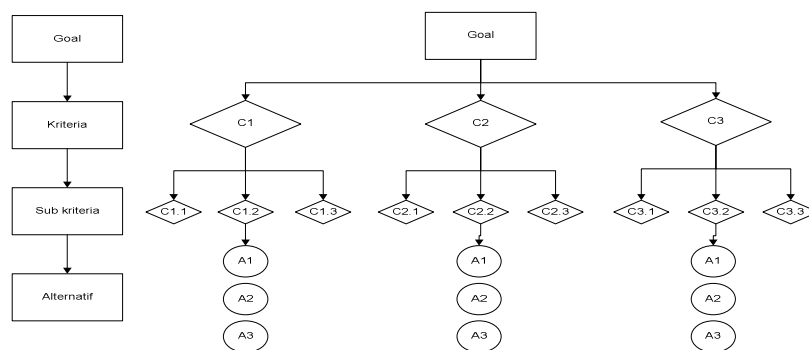 Goal
Goal
Kriteria
C1
C2
C3
Sub kriteria
C1.1
C1.2
C1.3
C2.1
C2.2
C2.3
C3.1
C3.2
C3.3
Alternatif
A1
A1
A1
A2
A2
A2
A3
A3
A3